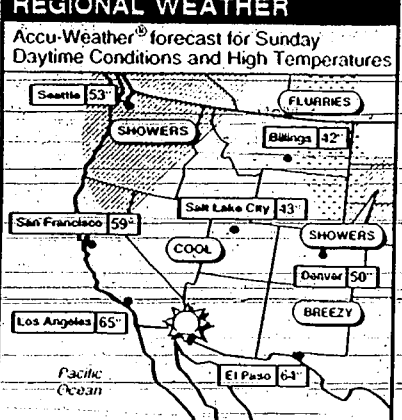 REGIONAL WEATHER
Accu-Weather® forecast for Sunday
Daytime Conditions and High Temperatures
Seattle 53°
FLURRIES
SHOWERS
Billings 42°
San Francisco 59°
Salt Lake City 43°
COOL
SHOWERS
Denver 50°
Los Angeles 65°
BREEZY
Pacific
Ocean
El Paso 64°